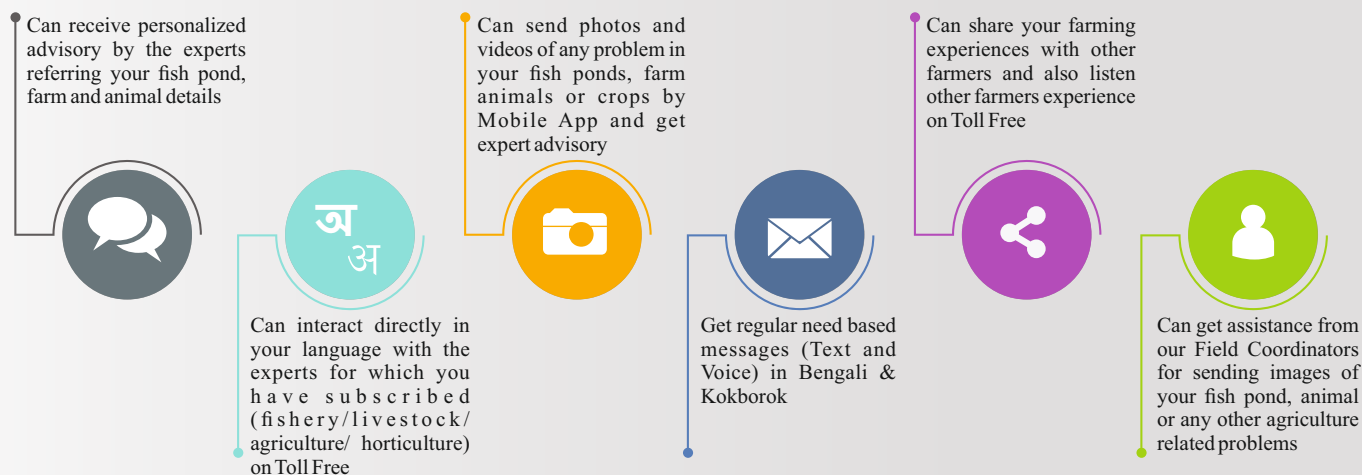 Can receive personalized
advisory by the experts
referring your fish pond,
farm and animal details
अ
अ
Can interact directly in
your language with the
experts for which you
have subscribed
(fishery/livestock/
agriculture/ horticulture)
on Toll Free
Can send photos and
videos of any problem in
your fish ponds, farm
animals or crops by
Mobile App and get
expert advisory
Get regular need based
messages (Text and
Voice) in Bengali &
Kokborok
Can share your farming
experiences with other
farmers and also listen
other farmers experience
on Toll Free
Can get assistance from
our Field Coordinators
for sending images of
your fish pond, animal
or any other agriculture
related problems